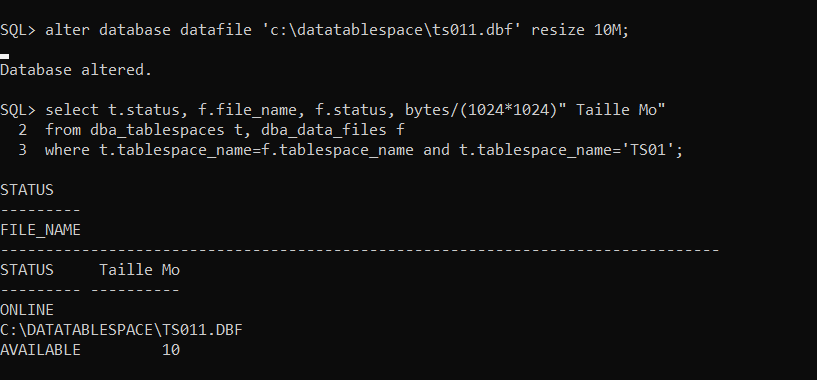 SQL> alter database datafile 'c:\datatablespace\ts011.dbf' resize 10M;
Database altered.
SQL> select t.status, f.file_name, f.status, bytes/(1024*1024)" Taille Mo"
  2  from dba_tablespaces t, dba_data_files f
  3  where t.tablespace_name=f.tablespace_name and t.tablespace_name='TS01';
STATUS
---------
FILE_NAME
--------------------------------------------------------------------------------
STATUS     Taille Mo
--------- ----------
ONLINE
C:\DATATABLESPACE\TS011.DBF
AVAILABLE         10